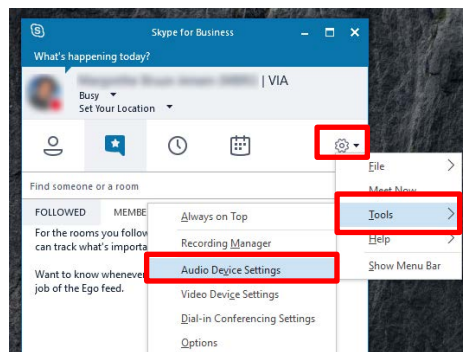 Skype for Business
What's happening today?
| VIA
Busy
Set Your Location
Find someone or a room
File
Meet Now
FOLLOWED MEMBE
Always on Top
Tools
For the rooms you follow
can track what's importa
Recording Manager
Help
Want to know whenever
job of the Ego feed.
Audio Device Settings
Show Menu Bar
Video Device Settings
Dial-in Conferencing Settings
Options